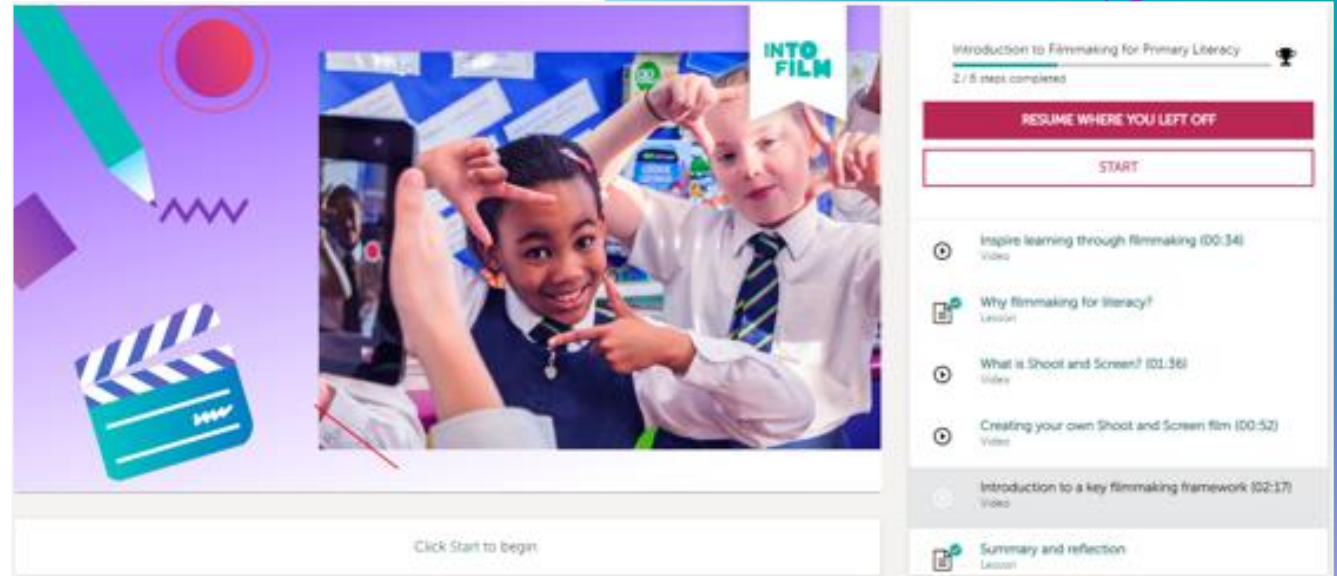 INTO
FILM
Introduction to Filmmaking for Primary Literacy
2 / 6 steps completed
RESUME WHERE YOU LEFT OFF
START
Inspire learning through filmmaking (00:34)
Video
Why filmmaking for literacy?
Lesson
What is Shoot and Screen? (01:36)
Video
Creating your own Shoot and Screen film (00:52)
Video
Introduction to a key filmmaking framework (02:17)
Video
Click Start to begin
Summary and reflection
Lesson